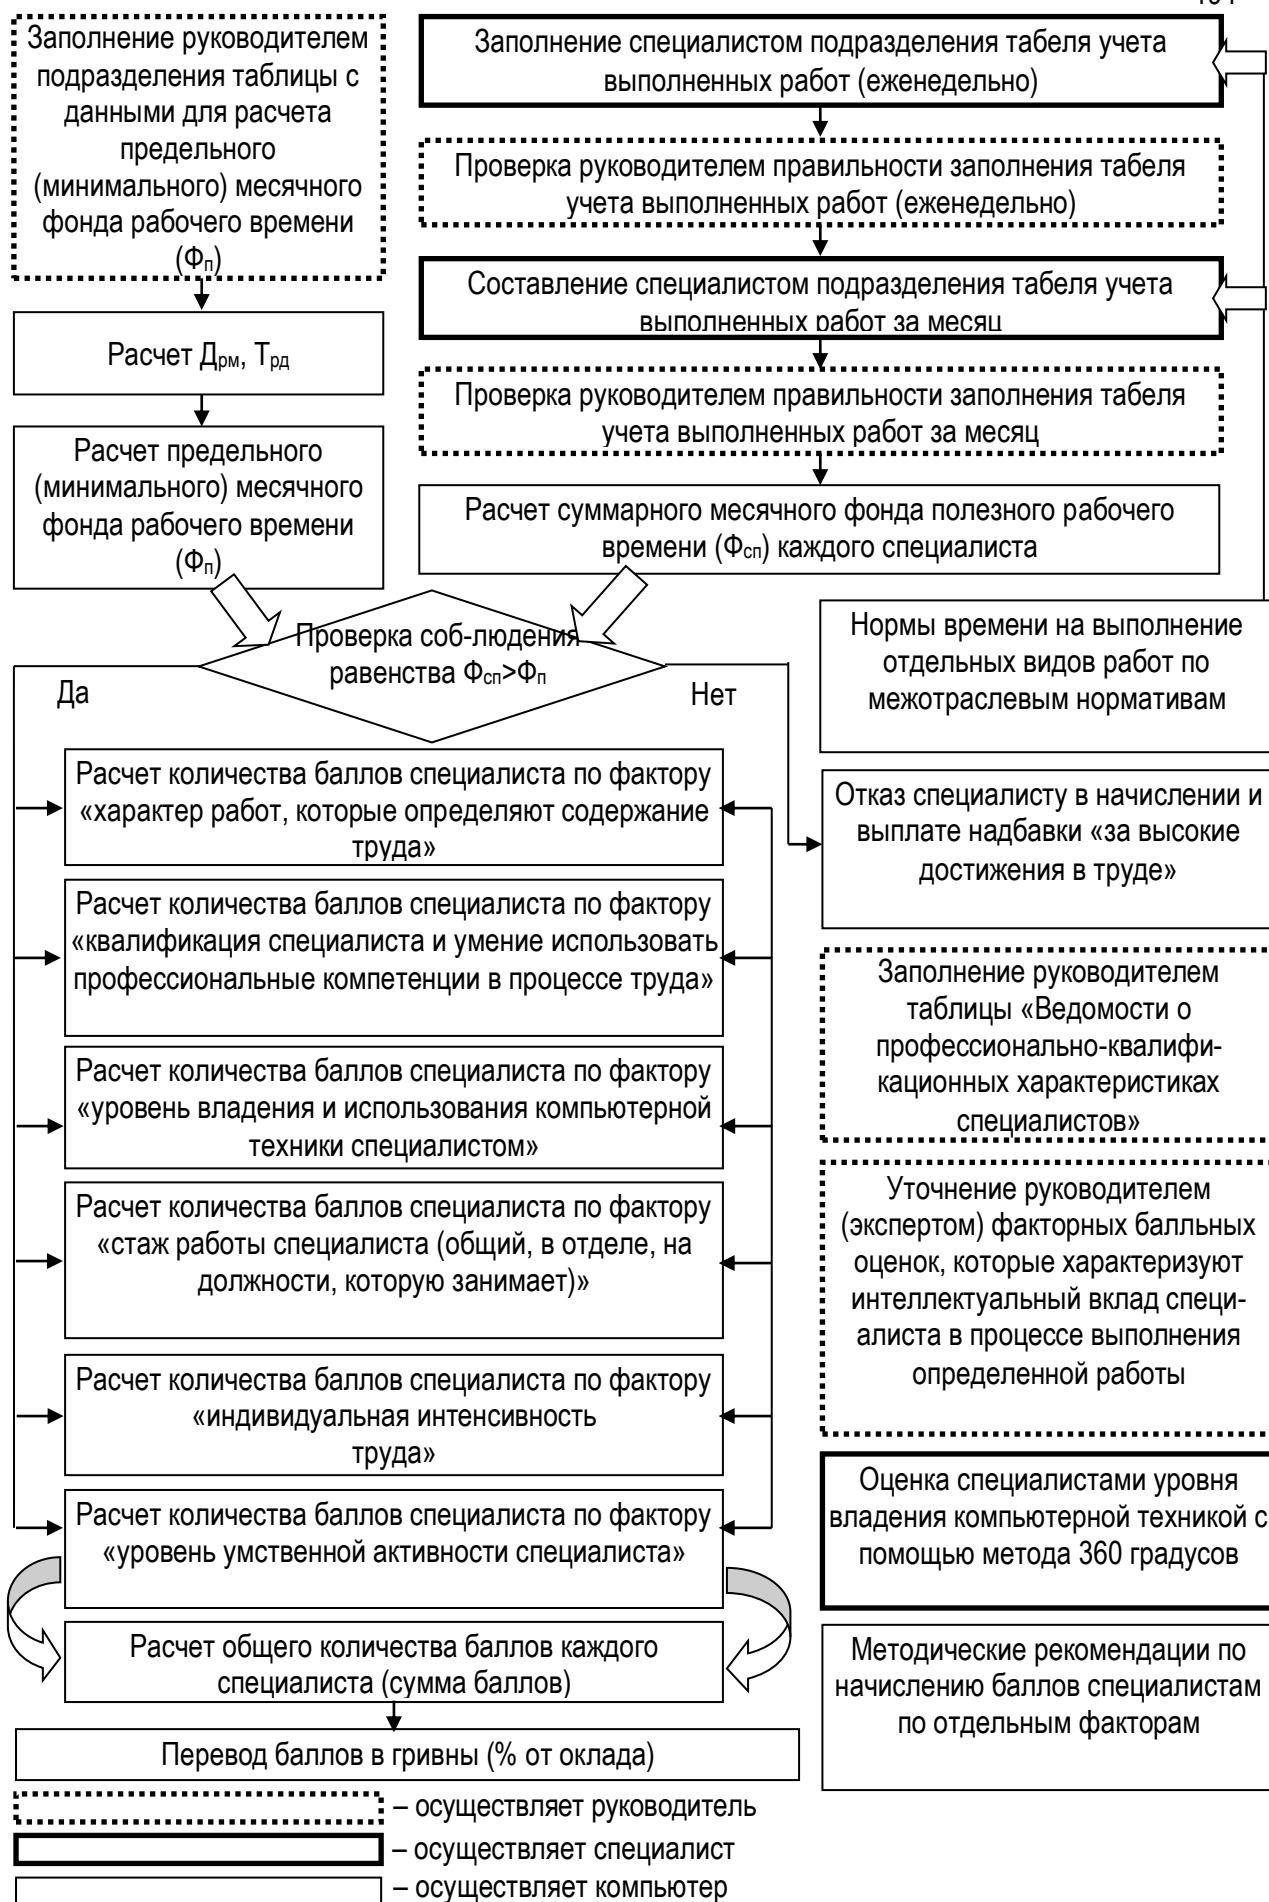 Заполнение руководителем
подразделения таблицы с
данными для расчета
предельного
(минимального) месячного
фонда рабочего времени
(Фп)
Расчет Дрм, Трд
Расчет предельного
(минимального) месячного
фонда рабочего времени
(Фп)
Заполнение специалистом подразделения табеля учета
выполненных работ (еженедельно)
Проверка руководителем правильности заполнения табеля
учета выполненных работ (еженедельно)
Составление специалистом подразделения табеля учета
выполненных работ за месяц
Проверка руководителем правильности заполнения табеля
учета выполненных работ за месяц
Расчет суммарного месячного фонда полезного рабочего
времени (Фсп) каждого специалиста
Проверка соб-людения
равенства Фсп>Фп
Да
Нет
Расчет количества баллов специалиста по фактору
«характер работ, которые определяют содержание
труда»
Расчет количества баллов специалиста по фактору
«квалификация специалиста и умение использовать
профессиональные компетенции в процессе труда»
Расчет количества баллов специалиста по фактору
«уровень владения и использования компьютерной
техники специалистом»
Расчет количества баллов специалиста по фактору
«стаж работы специалиста (общий, в отделе, на
должности, которую занимает)»
Расчет количества баллов специалиста по фактору
«индивидуальная интенсивность
труда»
Расчет количества баллов специалиста по фактору
«уровень умственной активности специалиста»
Расчет общего количества баллов каждого
специалиста (сумма баллов)
Перевод баллов в гривны (% от оклада)
Нормы времени на выполнение
отдельных видов работ по
межотраслевым нормативам
Отказ специалисту в начислении и
выплате надбавки «за высокие
достижения в труде»
Заполнение руководителем
таблицы «Ведомости о
профессионально-квалифи-
кационных характеристиках
специалистов»
Уточнение руководителем
(экспертом) факторных балльных
оценок, которые характеризуют
интеллектуальный вклад специ-
алиста в процессе выполнения
определенной работы
Оценка специалистами уровня
владения компьютерной техникой с
помощью метода 360 градусов
Методические рекомендации по
начислению баллов специалистам
по отдельным факторам
– осуществляет руководитель
– осуществляет специалист
– осуществляет компьютер